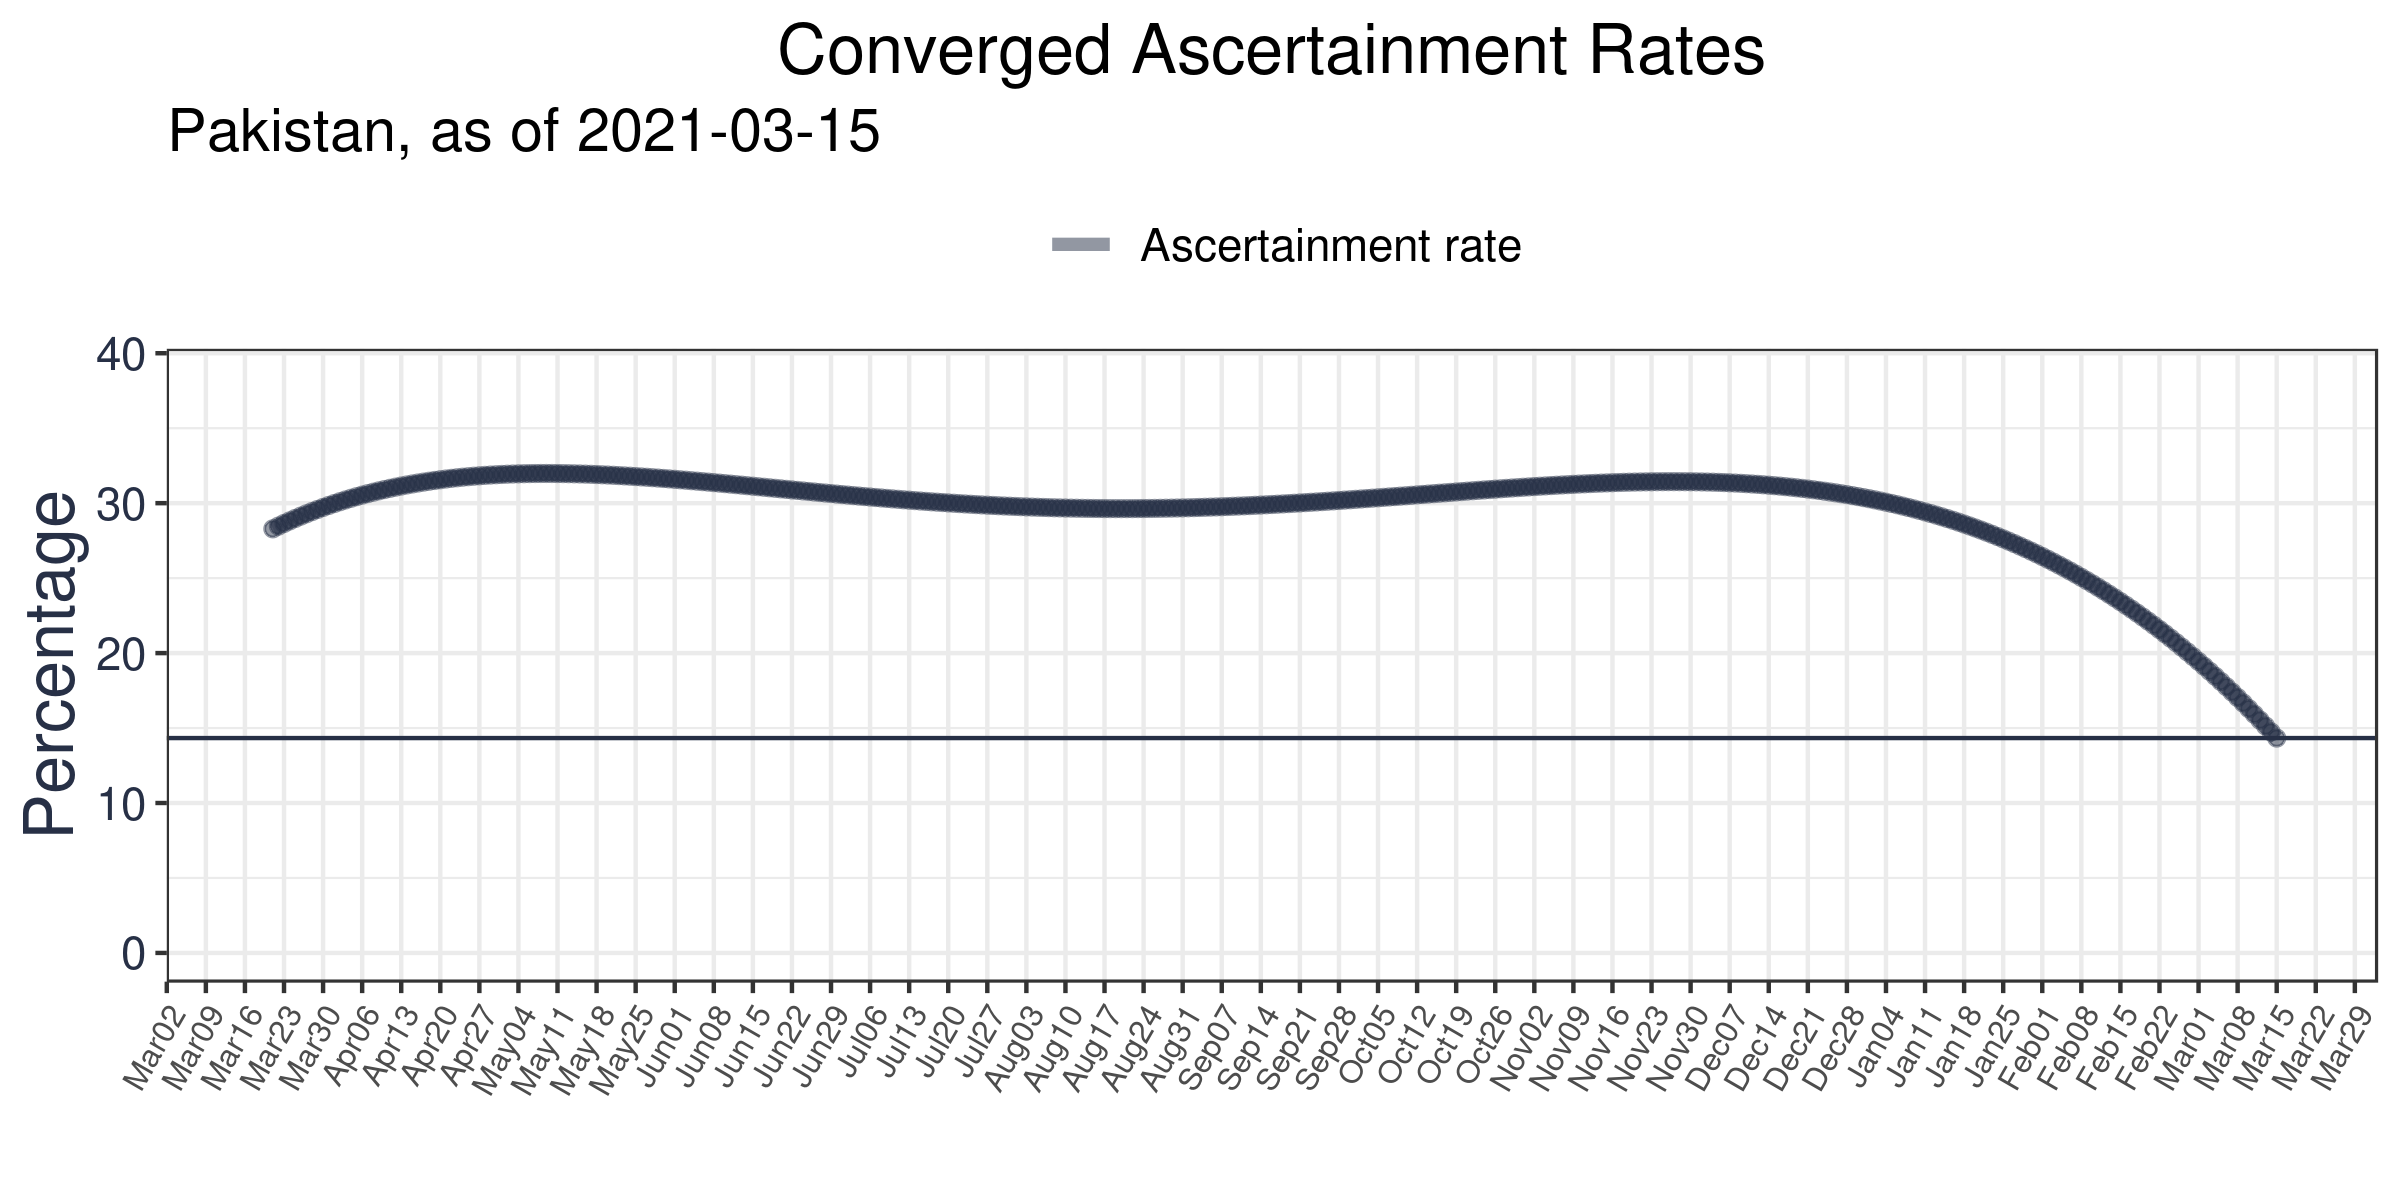 Converged Ascertainment Rates
Pakistan, as of 2021-03-15
Ascertainment rate
Percentage
40
30
20
10
0
Mar02 Mar09 Mar16 Mar23 Mar30 Apr06 Apr13 Apr20 Apr27 May04 May11 May18 May25 Jun01 Jun08 Jun15 Jun22 Jun29 Jul06 Jul13 Jul20 Jul27 Aug03 Aug10 Aug17 Aug24 Aug31 Sep07 Sep14 Sep21 Sep28 Oct05 Oct12 Oct19 Oct26 Nov02 Nov09 Nov16 Nov23 Nov30 Dec07 Dec14 Dec21 Dec28 Jan04 Jan11 Jan18 Jan25 Feb01 Feb08 Feb15 Feb22 Mar01 Mar08 Mar15 Mar22 Mar29